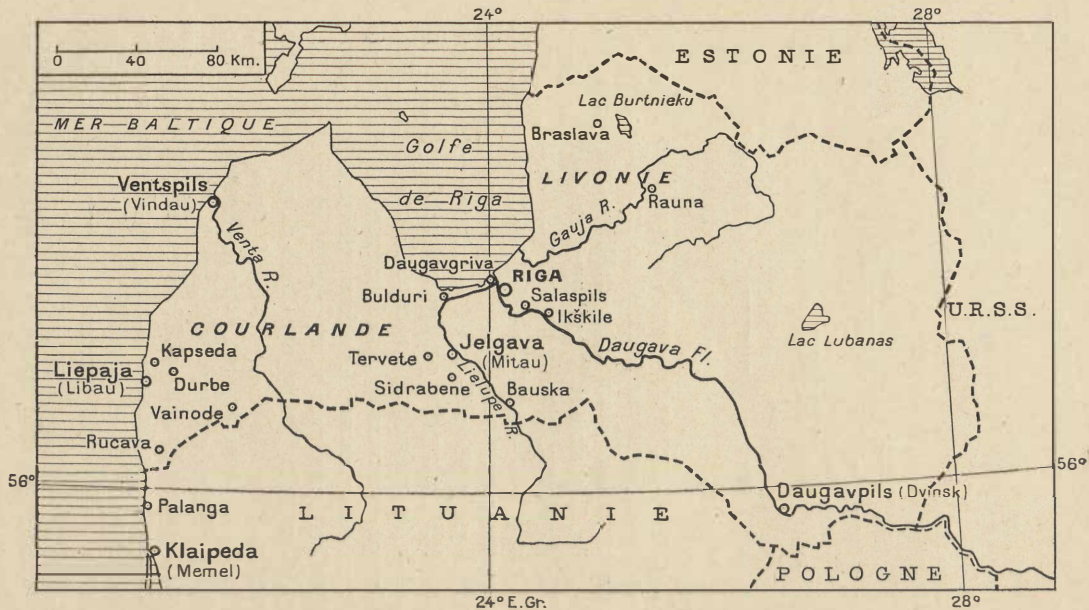 24°
28°
0 40 80 Km.
ESTONIE
Lac Burtnieku
MER BALTIQUE
Braslava
Golfe
de Riga
LIVONIE
Ventspils
(Vindau)
Rauna
Gauja R.
Venta R.
Daugavgriva
RIGA
Bulduri
Salaspils
Ikškile
U.R.S.S.
COURLANDE
Lac Lubanas
Daugava Fl.
Kapseda
Jelgava
(Mitau)
Tervete
Liepaja
(Libau)
Durbe
Sidrabene
Lielupe R.
Bauska
Vainode
Rucava
56°
56°
Daugavpils (Dvinsk)
Palanga
LITUANIE
Klaipeda
(Memel)
POLOGNE
24° E.Gr.
28°